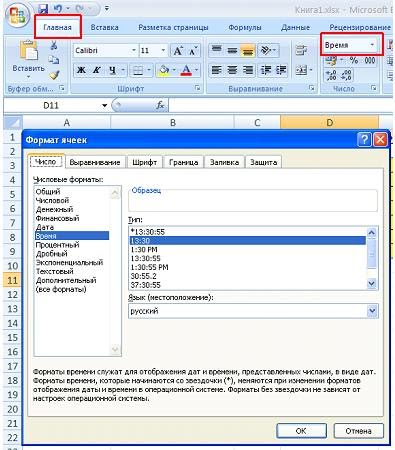 Книга1.xlsx - Microsoft E
Главная Вставка Разметка страницы Формулы Данные Рецензирование
Вставить
Calibri 11
Ж К Ч
Время
% 000
Буфер обм... Шрифт Выравнивание Число
D11 fx
A B C D
1
2
3
4
5
6
7
8
9
10
11
12
13
14
15
16
17
18
19
20
21
22
Формат ячеек
Число Выравнивание Шрифт Граница Заливка Защита
Числовые форматы:
Общий
Числовой
Денежный
Финансовый
Дата
Время
Процентный
Дробный
Экспоненциальный
Текстовый
Дополнительный
(все форматы)
Образец
Тип:
*13:30:55
13:30
1:30 PM
13:30:55
1:30:55 PM
30:55.2
37:30:55
Язык (местоположение):
русский
Форматы времени служат для отображения дат и времени, представленных числами, в виде дат.
Форматы времени, которые начинаются со звездочки (*), меняются при изменении форматов
отображения даты и времени в операционной системе. Форматы без звездочки не зависят от
настроек операционной системы.
ОК Отмена